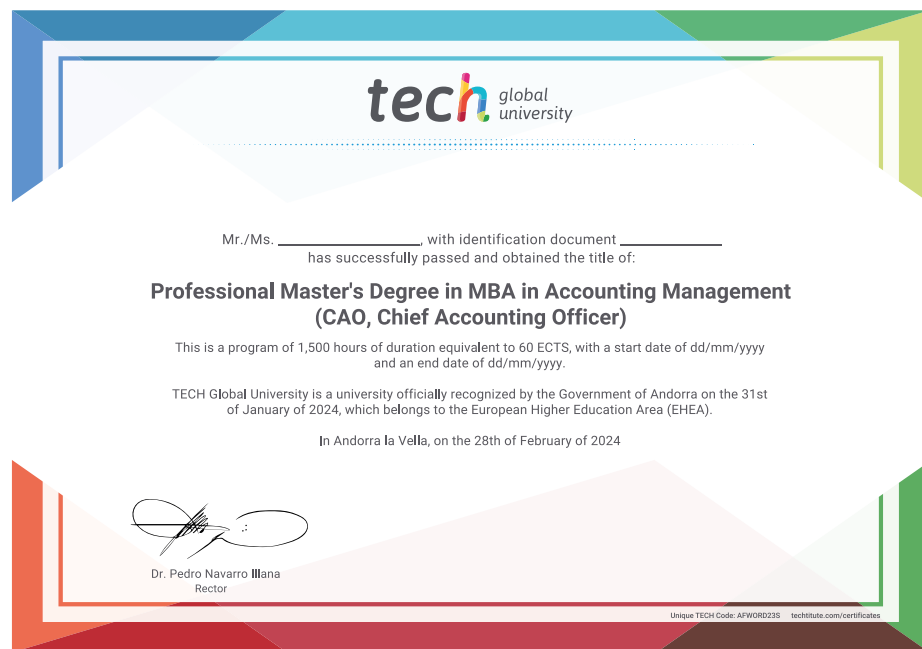 tech global
university
Mr./Ms. ____________________, with identification document ______________
has successfully passed and obtained the title of:
Professional Master's Degree in MBA in Accounting Management
(CAO, Chief Accounting Officer)
This is a program of 1,500 hours of duration equivalent to 60 ECTS, with a start date of dd/mm/yyyy
and an end date of dd/mm/yyyy.
TECH Global University is a university officially recognized by the Government of Andorra on the 31st
of January of 2024, which belongs to the European Higher Education Area (EHEA).
In Andorra la Vella, on the 28th of February of 2024
Dr. Pedro Navarro Illana
Rector
Unique TECH Code: AFWORD23S techtitute.com/certificates